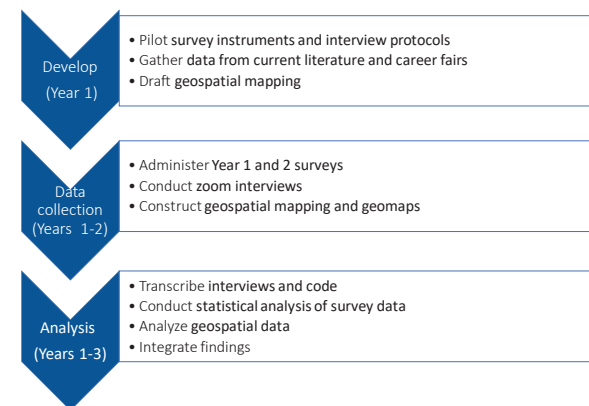 Develop
(Year 1)
• Pilot survey instruments and interview protocols
• Gather data from current literature and career fairs
• Draft geospatial mapping
Data
collection
(Years 1-2)
• Administer Year 1 and 2 surveys
• Conduct zoom interviews
• Construct geospatial mapping and geomaps
Analysis
(Years 1-3)
• Transcribe interviews and code
• Conduct statistical analysis of survey data
• Analyze geospatial data
• Integrate findings